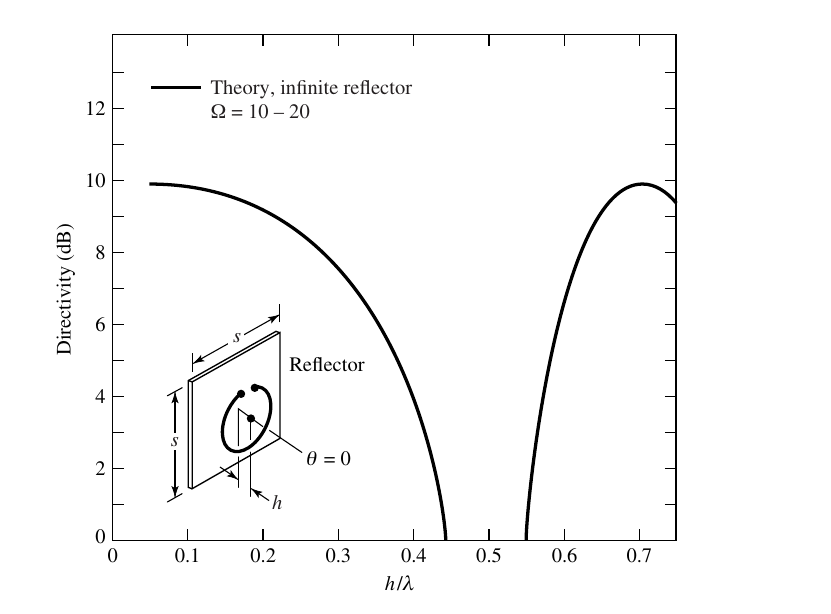 Theory, infinite reflector
Ω = 10 – 20
12
10
8
6
4
2
0
Directivity (dB)
s
Reflector
s
θ = 0
h
0 0.1 0.2 0.3 0.4 0.5 0.6 0.7
h/λ